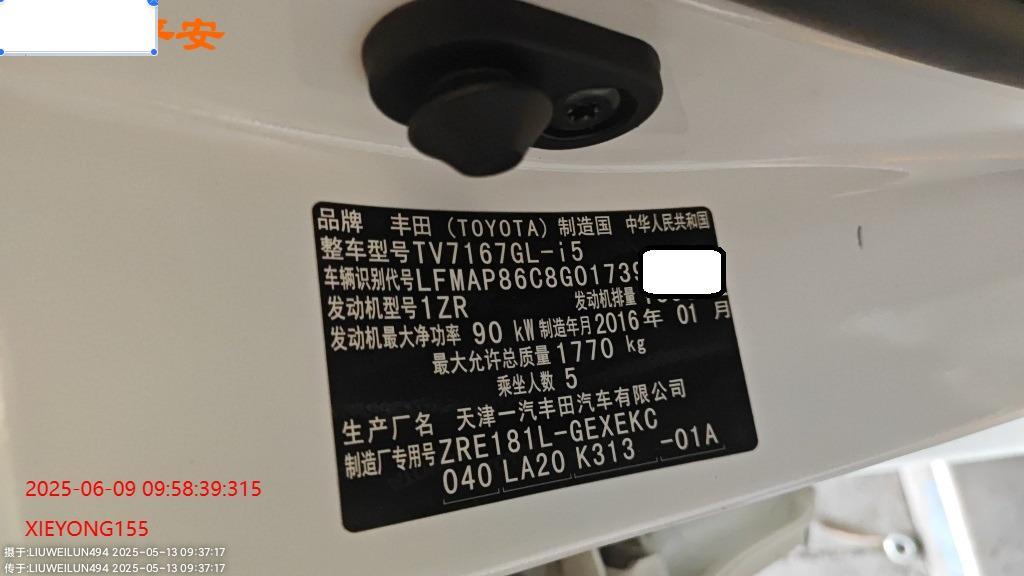 平安
品牌 丰田 (TOYOTA) 制造国 中华人民共和国
整车型号TV7167GL-i5
车辆识别代号LFMAP86C8G01739
发动机型号1ZR 发动机排量
发动机最大净功率 90 kW 制造年月2016年 01 月
最大允许总质量1770 kg
乘坐人数 5
生产厂名 天津一汽丰田汽车有限公司
制造厂专用号ZRE181L-GEXEKC
040 LA20 K313 -01A
2025-06-09 09:58:39:315
XIEYONG155
摄于:LIUWEILUN494 2025-05-13 09:37:17
传于:LIUWEILUN494 2025-05-13 09:37:17